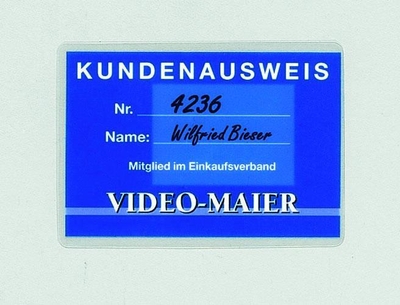 KUNDENAUSWEIS
Nr. 4236
Name: Wilfried Bieser
Mitglied im Einkaufsverband
VIDEO-MAIER